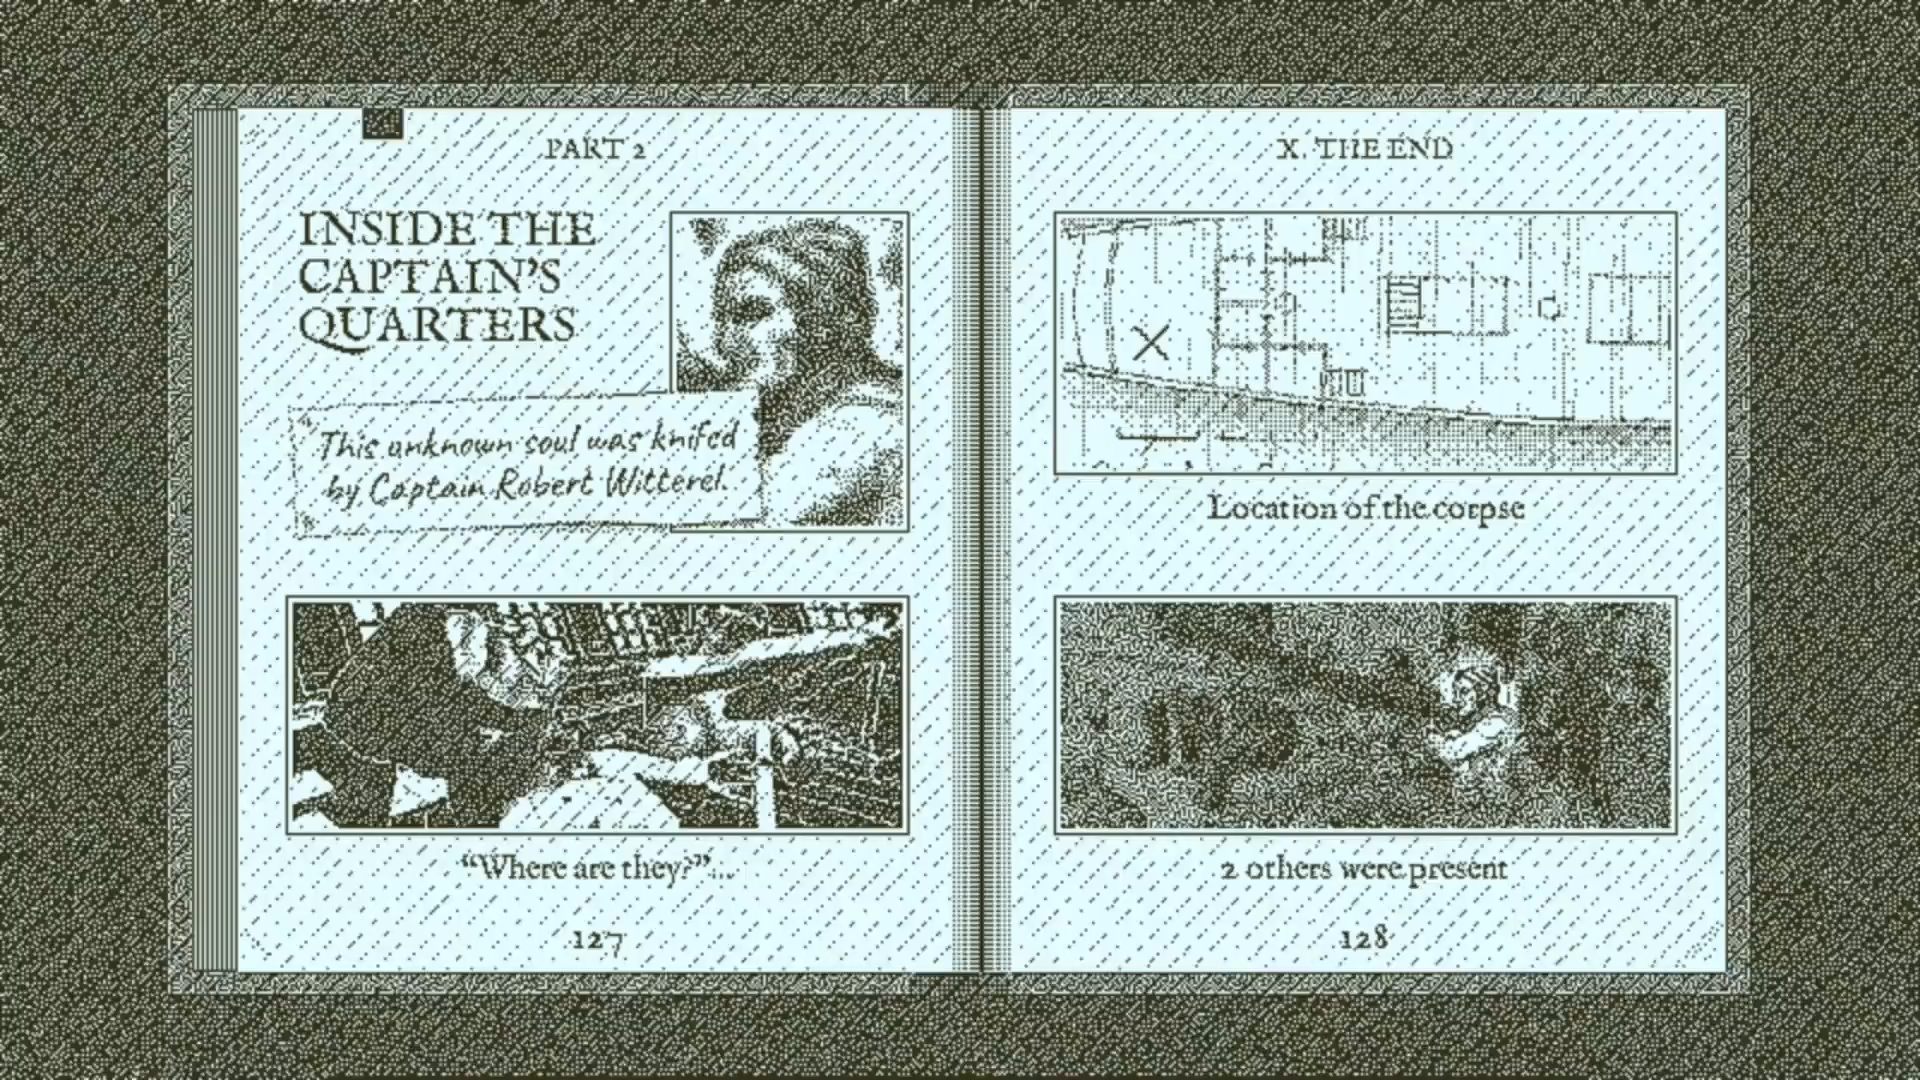 PART 2
INSIDE THE
CAPTAIN'S
QUARTERS
This unknown soul was knifed
by Captain Robert Witterel.
"Where are they?"...
127
X. THE END
Location of the corpse
2 others were present
128